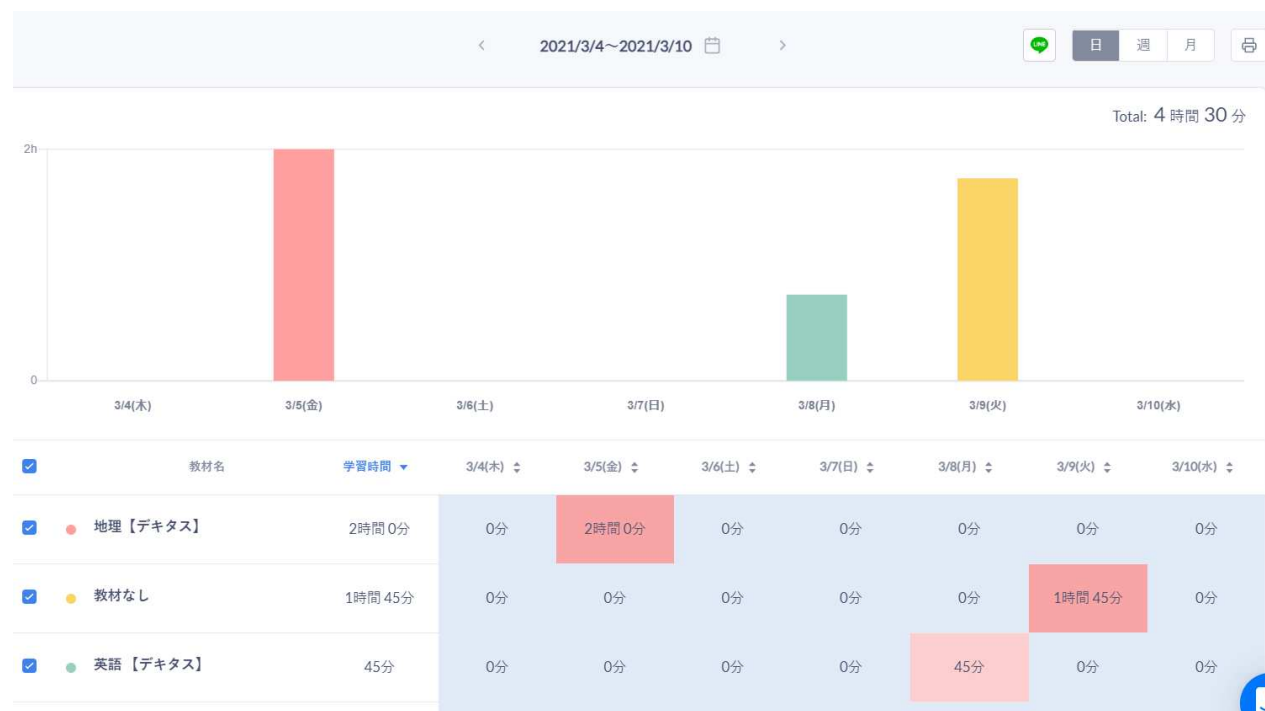 2021/3/4～2021/3/10
LINE
日 週 月
Total: 4 時間 30 分
2h
0
3/4(木) 3/5(金) 3/6(土) 3/7(日) 3/8(月) 3/9(火) 3/10(水)
教材名 学習時間 3/4(木) 3/5(金) 3/6(土) 3/7(日) 3/8(月) 3/9(火) 3/10(水)
地理【デキタス】 2時間 0分 0分 2時間 0分 0分 0分 0分 0分 0分
教材なし 1時間 45分 0分 0分 0分 0分 0分 1時間 45分 0分
英語【デキタス】 45分 0分 0分 0分 0分 45分 0分 0分